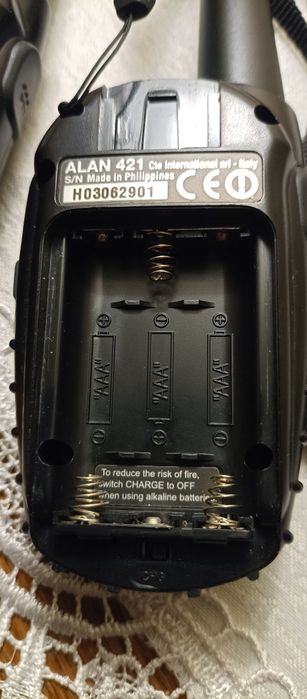 ALAN 421 Cte International srl - Italy
S/N Made in Philippines
H03062901 CE
"AAA" "AAA" "AAA"
To reduce the risk of fire,
switch CHARGE to OFF
when using alkaline batteries